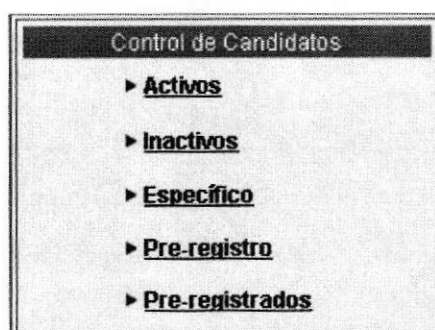 Control de Candidatos
Activos
Inactivos
Específico
Pre-registro
Pre-registrados